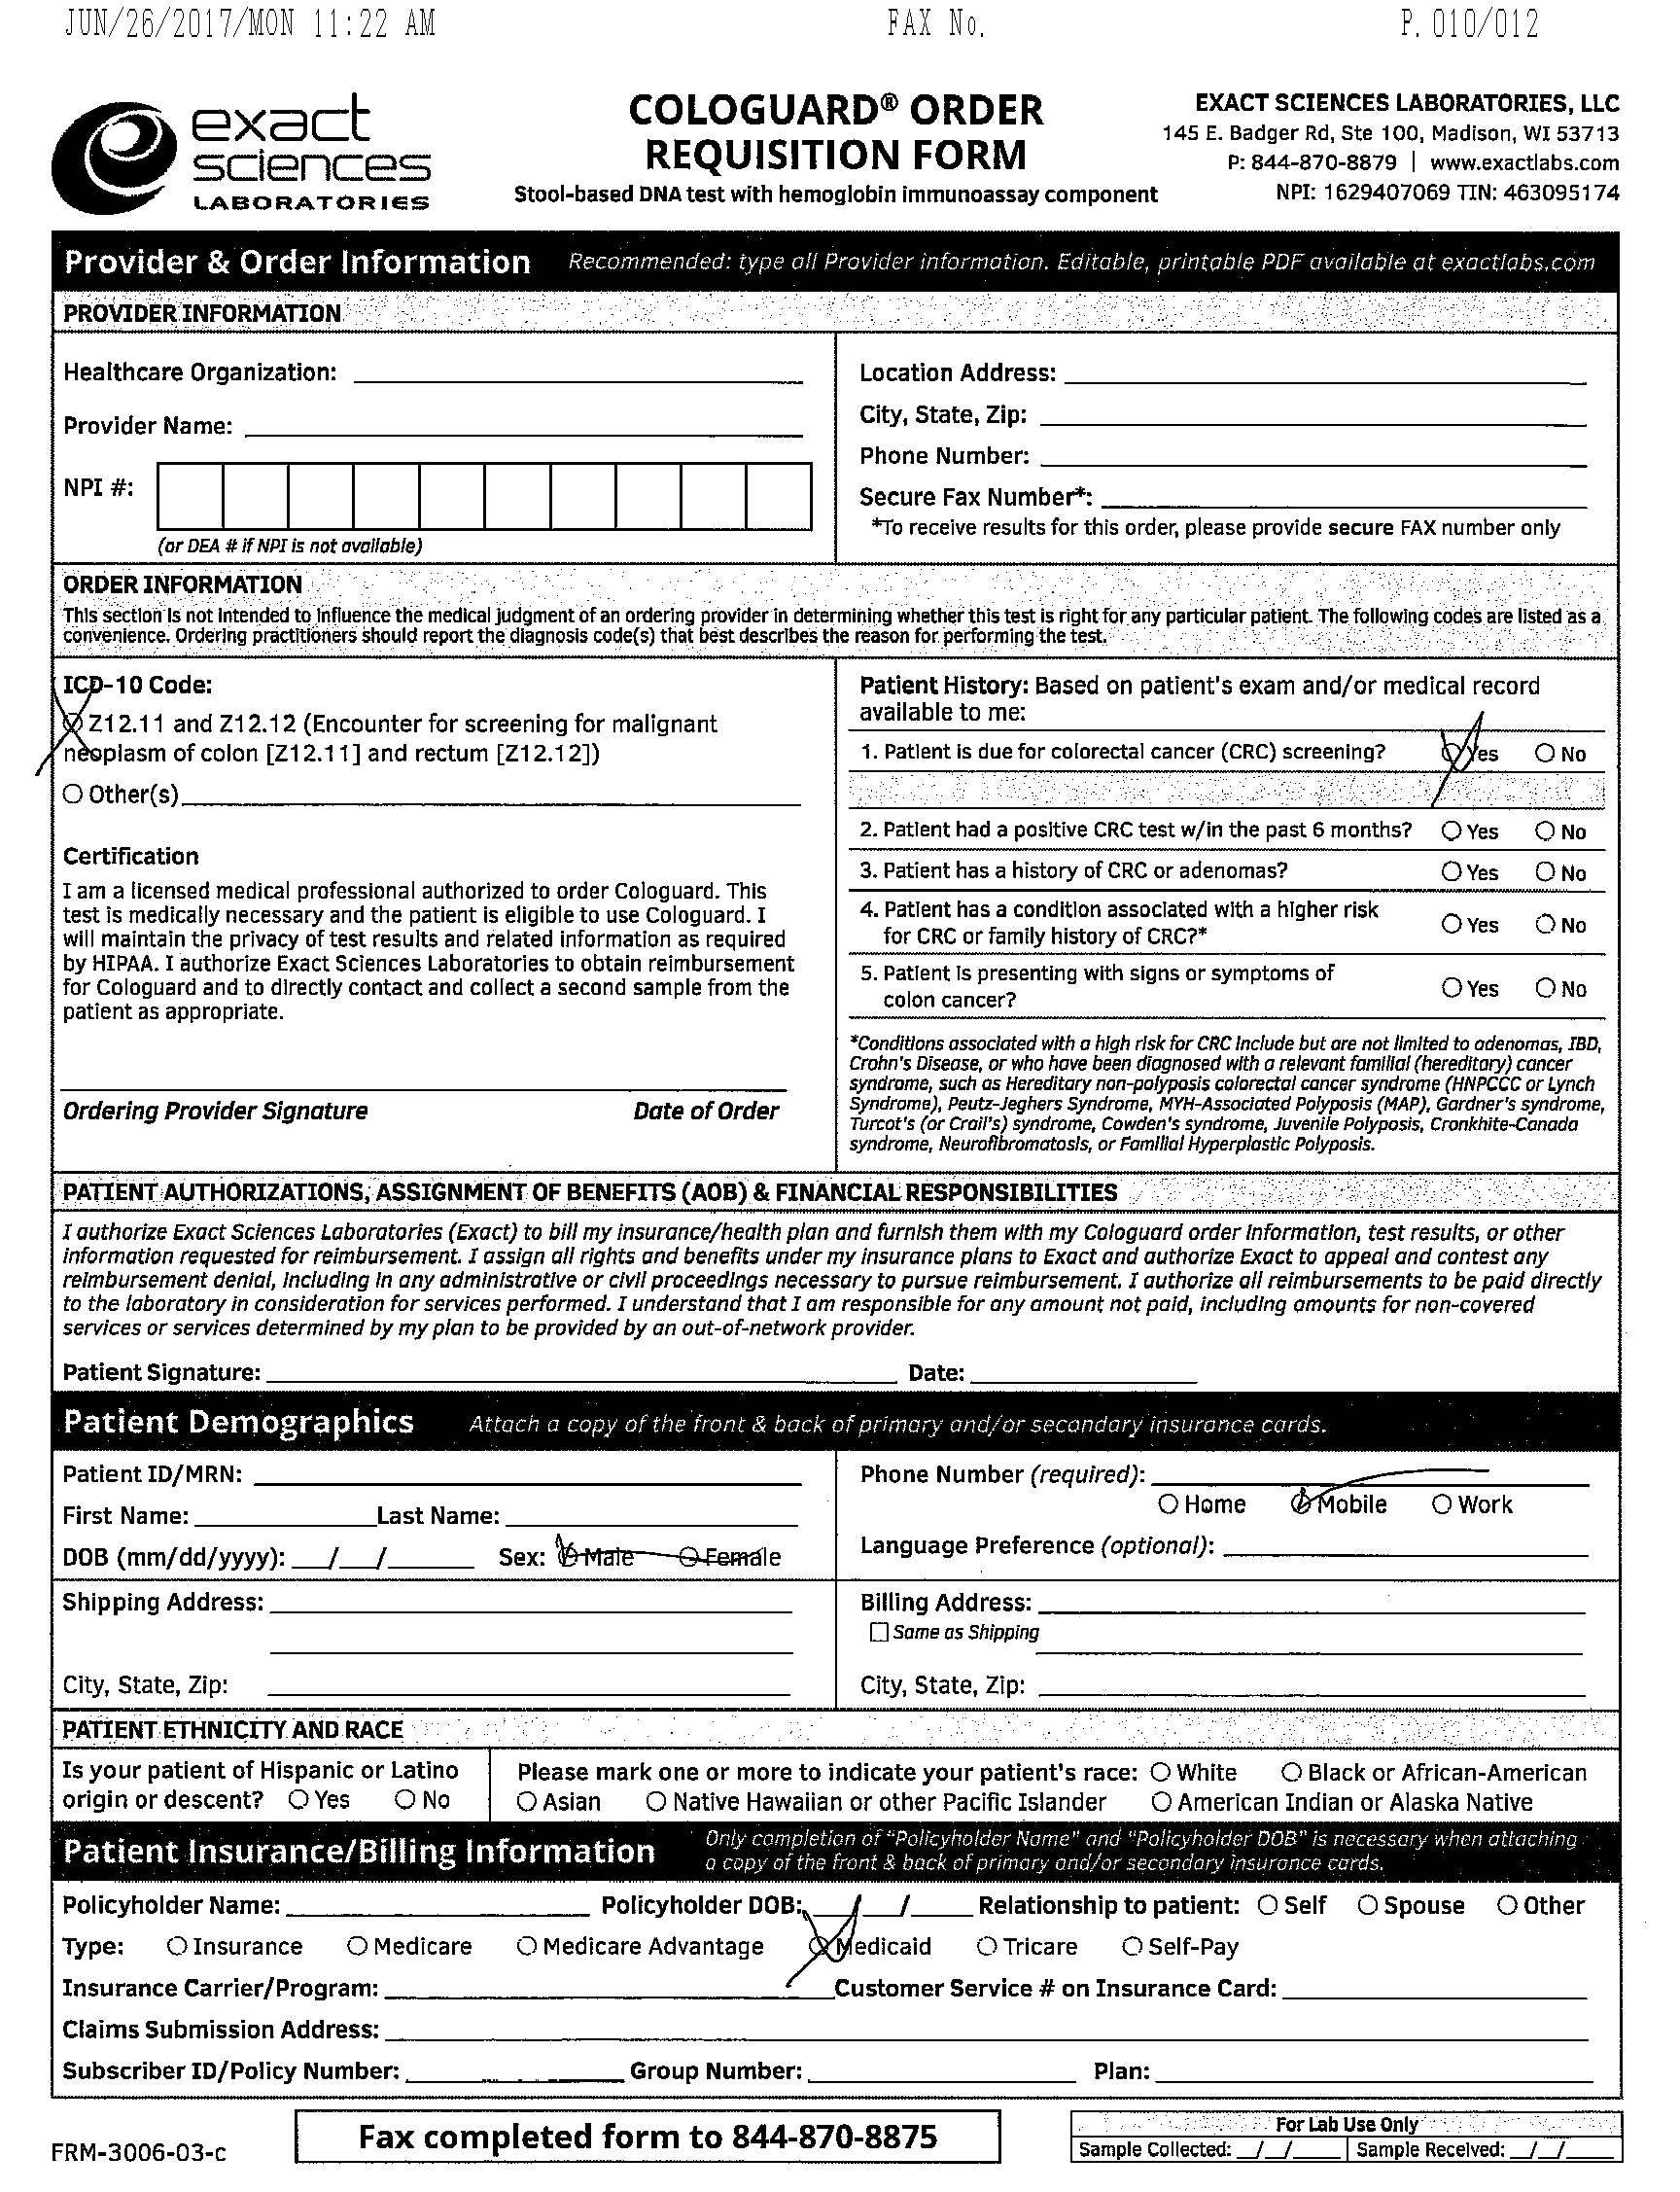 JUN/26/2017/MON 11:22 AM FAX No. P. 010/012
exact
sciences
LABORATORIES
COLOGUARD® ORDER
REQUISITION FORM
Stool-based DNA test with hemoglobin immunoassay component
EXACT SCIENCES LABORATORIES, LLC
145 E. Badger Rd, Ste 100, Madison, WI 53713
P: 844-870-8879 | www.exactlabs.com
NPI: 1629407069 TIN: 463095174
Provider & Order Information Recommended: type all Provider information. Editable, printable PDF available at exactlabs.com
PROVIDER INFORMATION
Healthcare Organization:
Provider Name:
NPI #:
(or DEA # if NPI is not available)
Location Address:
City, State, Zip:
Phone Number:
Secure Fax Number*:
*To receive results for this order, please provide secure FAX number only
ORDER INFORMATION
This section is not intended to influence the medical judgment of an ordering provider in determining whether this test is right for any particular patient. The following codes are listed as a
convenience. Ordering practitioners should report the diagnosis code(s) that best describes the reason for performing the test.
ICD-10 Code:
Z12.11 and Z12.12 (Encounter for screening for malignant
neoplasm of colon [Z12.11] and rectum [Z12.12])
Other(s)
Certification
I am a licensed medical professional authorized to order Cologuard. This
test is medically necessary and the patient is eligible to use Cologuard. I
will maintain the privacy of test results and related information as required
by HIPAA. I authorize Exact Sciences Laboratories to obtain reimbursement
for Cologuard and to directly contact and collect a second sample from the
patient as appropriate.
Ordering Provider Signature Date of Order
Patient History: Based on patient's exam and/or medical record
available to me:
1. Patient is due for colorectal cancer (CRC) screening? Yes No
2. Patient had a positive CRC test w/in the past 6 months? Yes No
3. Patient has a history of CRC or adenomas? Yes No
4. Patient has a condition associated with a higher risk
for CRC or family history of CRC?* Yes No
5. Patient is presenting with signs or symptoms of
colon cancer? Yes No
*Conditions associated with a high risk for CRC include but are not limited to adenomas, IBD,
Crohn's Disease, or who have been diagnosed with a relevant familial (hereditary) cancer
syndrome, such as Hereditary non-polyposis colorectal cancer syndrome (HNPCCC or Lynch
Syndrome), Peutz-Jeghers Syndrome, MYH-Associated Polyposis (MAP), Gardner's syndrome,
Turcot's (or Crail's) syndrome, Cowden's syndrome, Juvenile Polyposis, Cronkhite-Canada
syndrome, Neurofibromatosis, or Familial Hyperplastic Polyposis.
PATIENT AUTHORIZATIONS, ASSIGNMENT OF BENEFITS (AOB) & FINANCIAL RESPONSIBILITIES
I authorize Exact Sciences Laboratories (Exact) to bill my insurance/health plan and furnish them with my Cologuard order information, test results, or other
information requested for reimbursement. I assign all rights and benefits under my insurance plans to Exact and authorize Exact to appeal and contest any
reimbursement denial, including in any administrative or civil proceedings necessary to pursue reimbursement. I authorize all reimbursements to be paid directly
to the laboratory in consideration for services performed. I understand that I am responsible for any amount not paid, including amounts for non-covered
services or services determined by my plan to be provided by an out-of-network provider.
Patient Signature: Date:
Patient Demographics Attach a copy of the front & back of primary and/or secondary insurance cards.
Patient ID/MRN:
First Name: Last Name:
DOB (mm/dd/yyyy): / / Sex: Male Female
Phone Number (required):
Home Mobile Work
Language Preference (optional):
Shipping Address:
City, State, Zip:
Billing Address:
Same as Shipping
City, State, Zip:
PATIENT ETHNICITY AND RACE
Is your patient of Hispanic or Latino
origin or descent? Yes No
Please mark one or more to indicate your patient's race: White Black or African-American
Asian Native Hawaiian or other Pacific Islander American Indian or Alaska Native
Patient Insurance/Billing Information Only completion of "Policyholder Name" and "Policyholder DOB" is necessary when attaching
a copy of the front & back of primary and/or secondary insurance cards.
Policyholder Name: Policyholder DOB: / / Relationship to patient: Self Spouse Other
Type: Insurance Medicare Medicare Advantage Medicaid Tricare Self-Pay
Insurance Carrier/Program: Customer Service # on Insurance Card:
Claims Submission Address:
Subscriber ID/Policy Number: Group Number: Plan:
FRM-3006-03-c
Fax completed form to 844-870-8875
For Lab Use Only
Sample Collected: / / Sample Received: / /